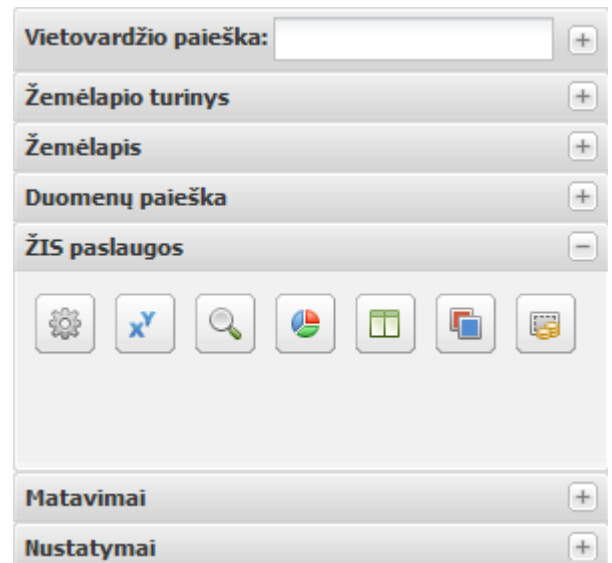 Vietovardžio paieška:
Žemėlapio turinys
Žemėlapis
Duomenų paieška
ŽIS paslaugos
xY
Matavimai
Nustatymai